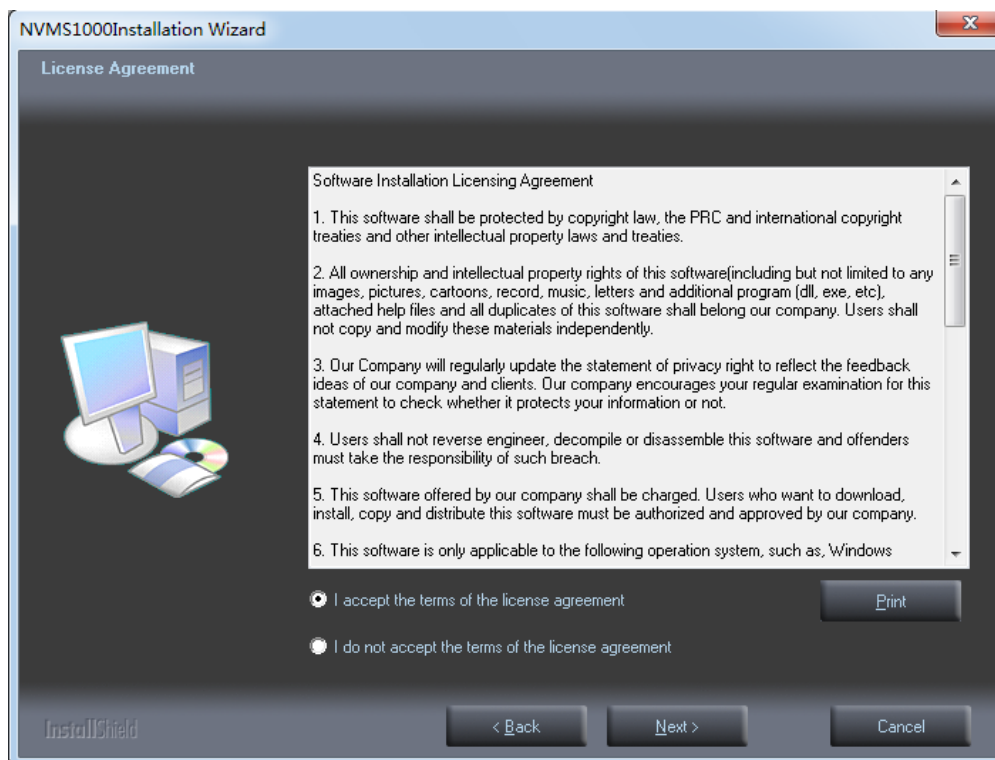 NVMS1000Installation Wizard
License Agreement
Software Installation Licensing Agreement
1. This software shall be protected by copyright law, the PRC and international copyright
treaties and other intellectual property laws and treaties.
2. All ownership and intellectual property rights of this software(including but not limited to any
images, pictures, cartoons, record, music, letters and additional program (dll, exe, etc),
attached help files and all duplicates of this software shall belong our company. Users shall
not copy and modify these materials independently.
3. Our Company will regularly update the statement of privacy right to reflect the feedback
ideas of our company and clients. Our company encourages your regular examination for this
statement to check whether it protects your information or not.
4. Users shall not reverse engineer, decompile or disassemble this software and offenders
must take the responsibility of such breach.
5. This software offered by our company shall be charged. Users who want to download,
install, copy and distribute this software must be authorized and approved by our company.
6. This software is only applicable to the following operation system, such as, Windows
I accept the terms of the license agreement
Print
I do not accept the terms of the license agreement
InstallShield
< Back
Next >
Cancel